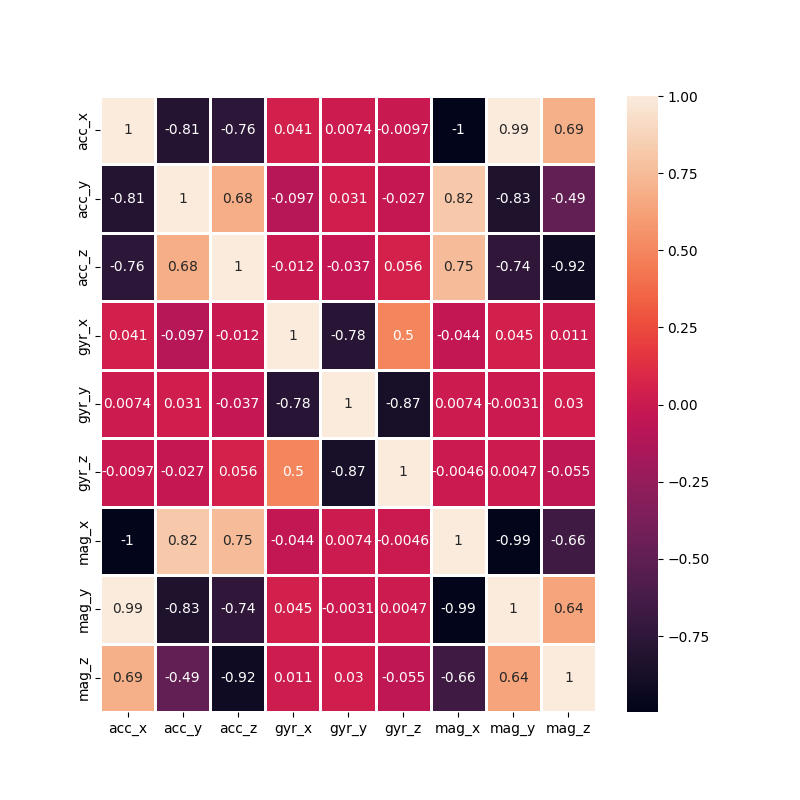 acc_x 1 -0.81 -0.76 0.041 0.0074 -0.0097 -1 0.99 0.69
acc_y -0.81 1 0.68 -0.097 0.031 -0.027 0.82 -0.83 -0.49
acc_z -0.76 0.68 1 -0.012 -0.037 0.056 0.75 -0.74 -0.92
gyr_x 0.041 -0.097 -0.012 1 -0.78 0.5 -0.044 0.045 0.011
gyr_y 0.0074 0.031 -0.037 -0.78 1 -0.87 0.0074 -0.0031 0.03
gyr_z -0.0097 -0.027 0.056 0.5 -0.87 1 -0.0046 0.0047 -0.055
mag_x -1 0.82 0.75 -0.044 0.0074 -0.0046 1 -0.99 -0.66
mag_y 0.99 -0.83 -0.74 0.045 -0.0031 0.0047 -0.99 1 0.64
mag_z 0.69 -0.49 -0.92 0.011 0.03 -0.055 -0.66 0.64 1
acc_x acc_y acc_z gyr_x gyr_y gyr_z mag_x mag_y mag_z
1.00
0.75
0.50
0.25
0.00
−0.25
−0.50
−0.75